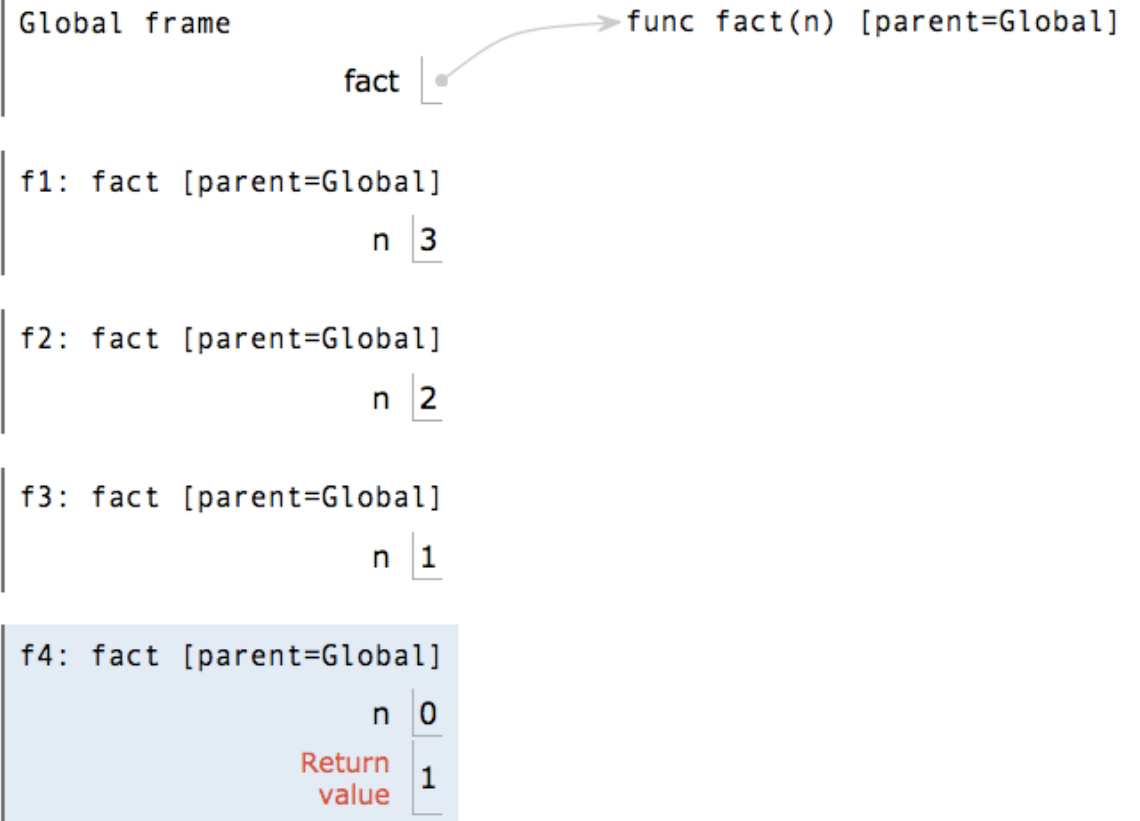 Global frame
func fact(n) [parent=Global]
fact
f1: fact [parent=Global]
n 3
f2: fact [parent=Global]
n 2
f3: fact [parent=Global]
n 1
f4: fact [parent=Global]
n 0
Return
value 1